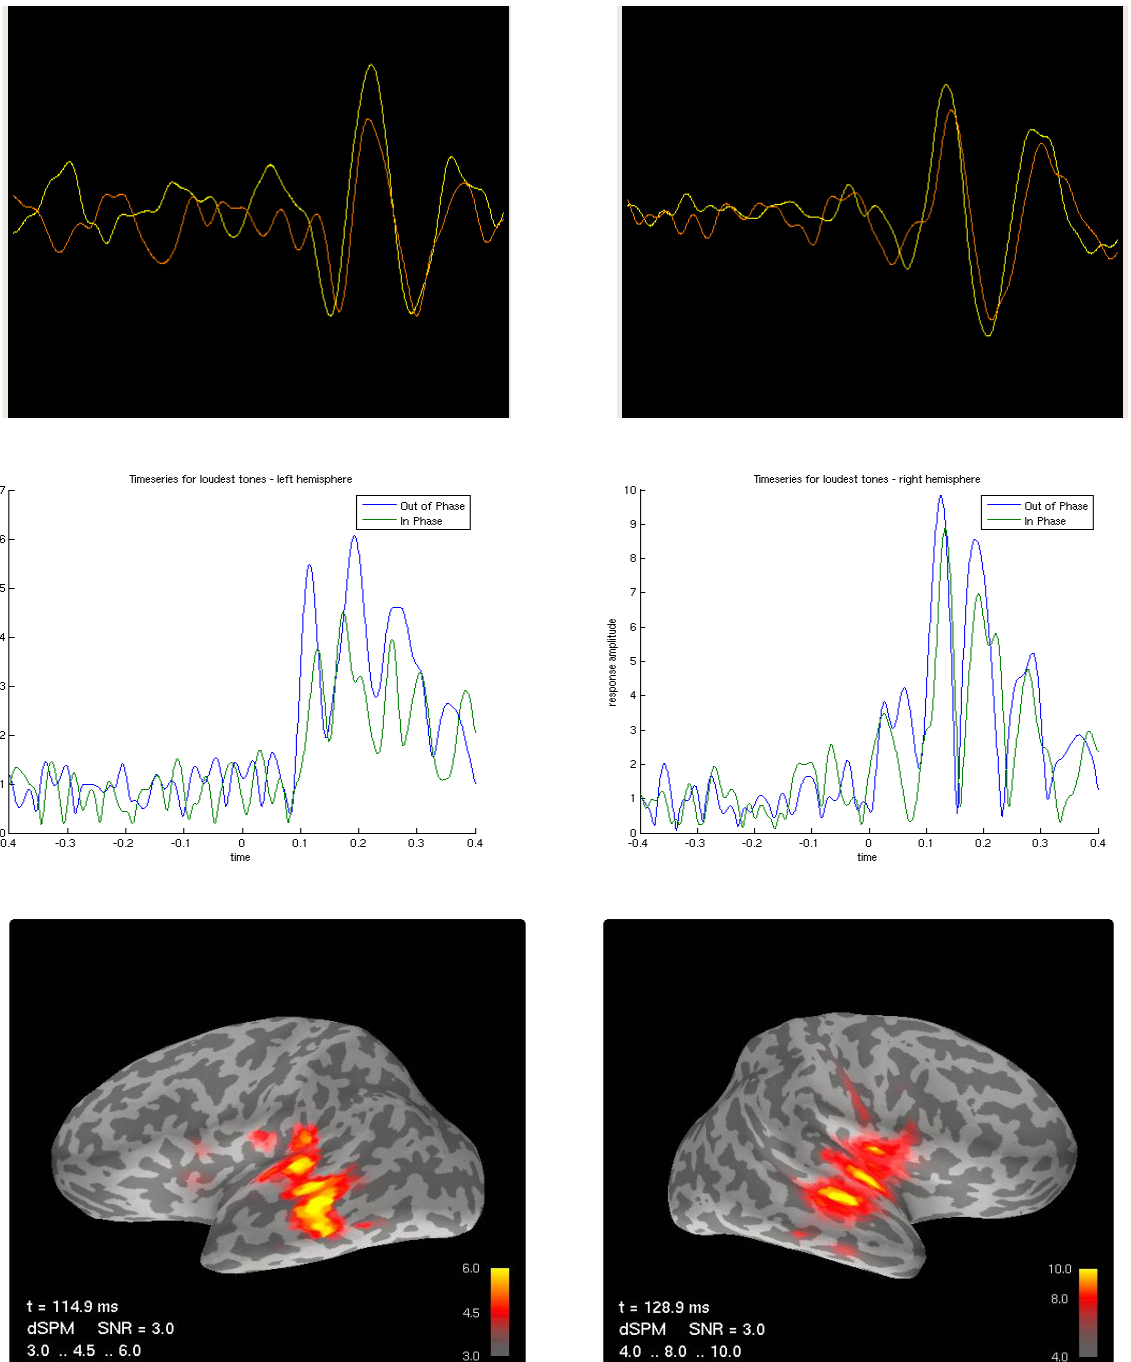 Timeseries for loudest tones - left hemisphere
7
6
5
4
3
2
1
0
Out of Phase
In Phase
0.4 -0.3 -0.2 -0.1 0 0.1 0.2 0.3 0.4
time
Timeseries for loudest tones - right hemisphere
10
9
8
7
6
5
4
3
2
1
0
response amplitude
Out of Phase
In Phase
-0.4 -0.3 -0.2 -0.1 0 0.1 0.2 0.3 0.4
time
t = 114.9 ms
dSPM SNR = 3.0
3.0 .. 4.5 .. 6.0
6.0
4.5
3.0
t = 128.9 ms
dSPM SNR = 3.0
4.0 .. 8.0 .. 10.0
10.0
8.0
4.0